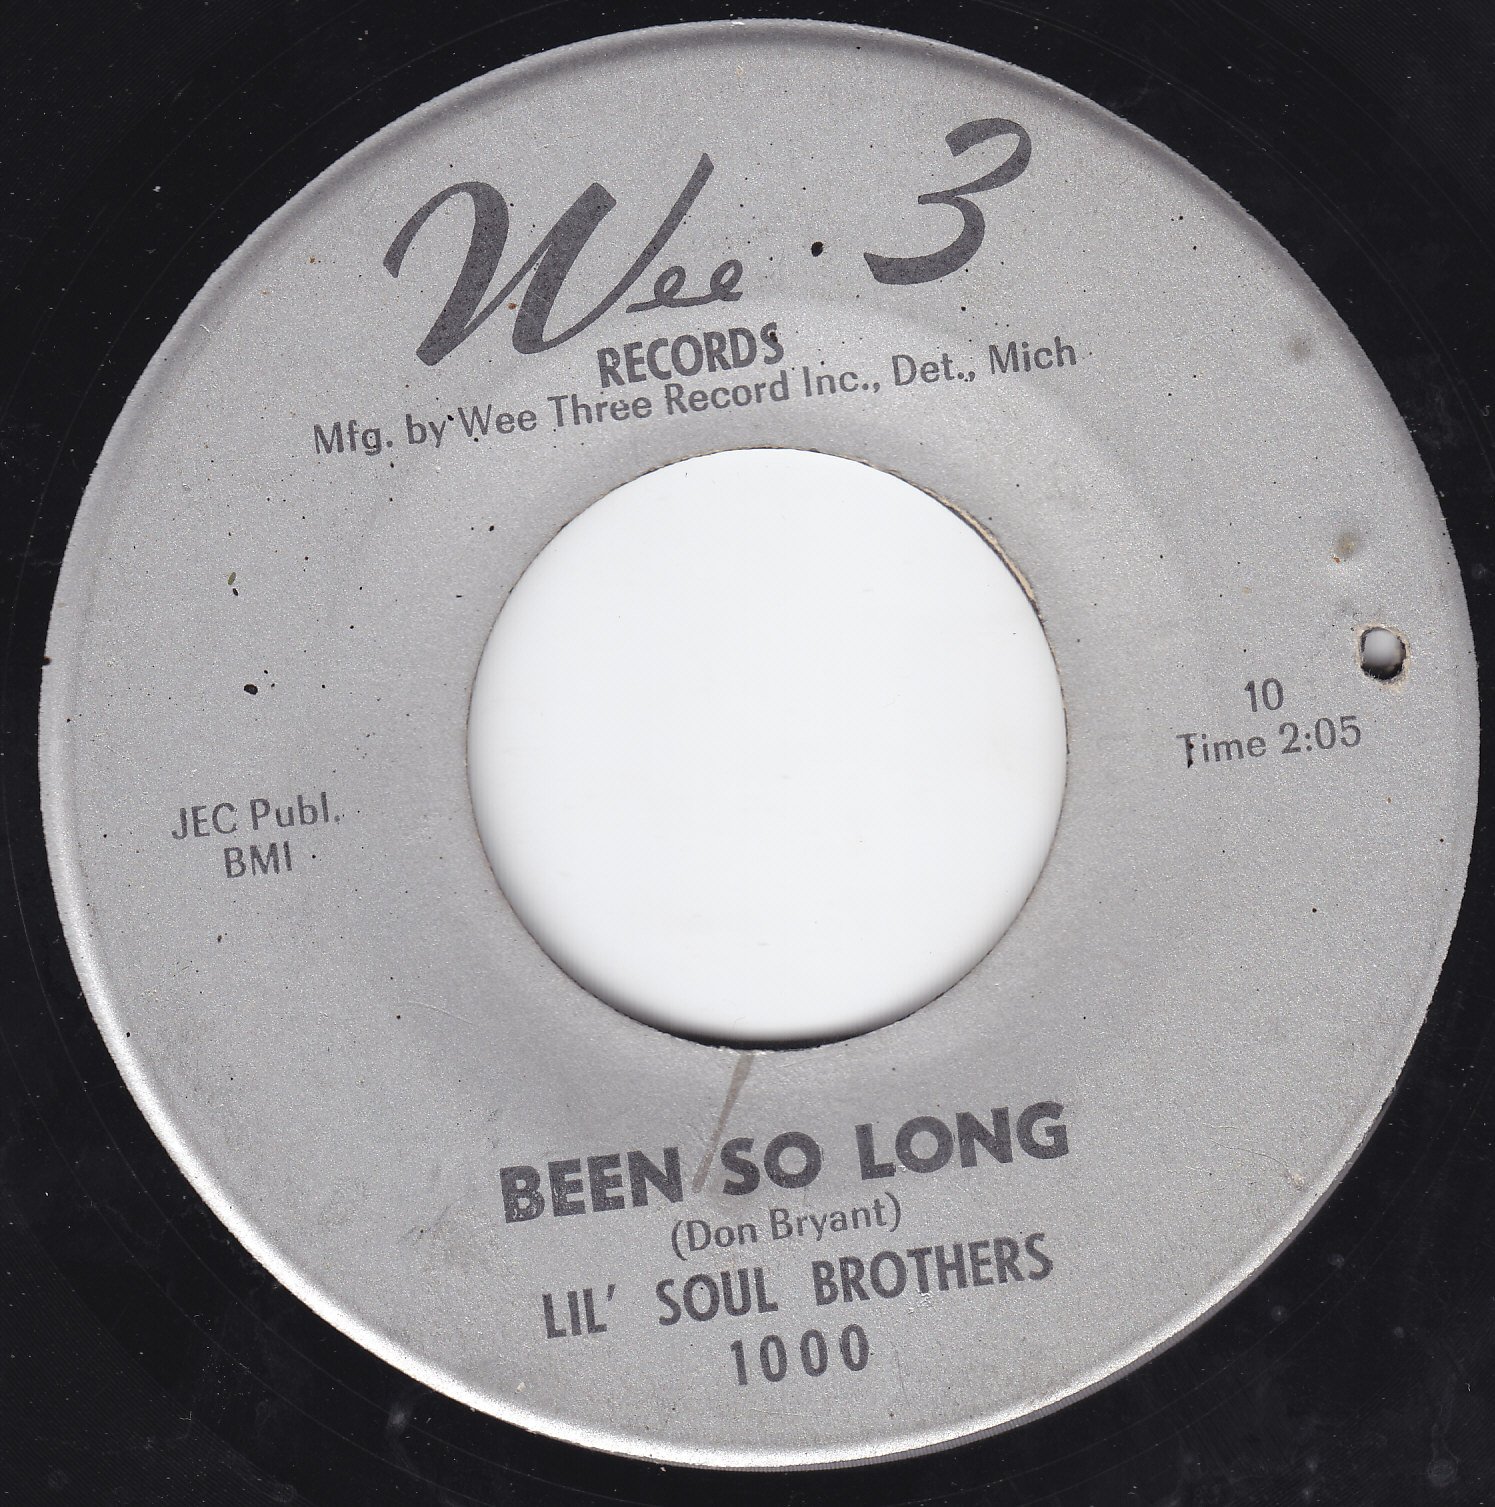 Wee 3
RECORDS
Mfg. by Wee Three Record Inc., Det., Mich
10
Time 2:05
JEC Publ.
BMI
BEEN SO LONG
(Don Bryant)
LIL' SOUL BROTHERS
1000